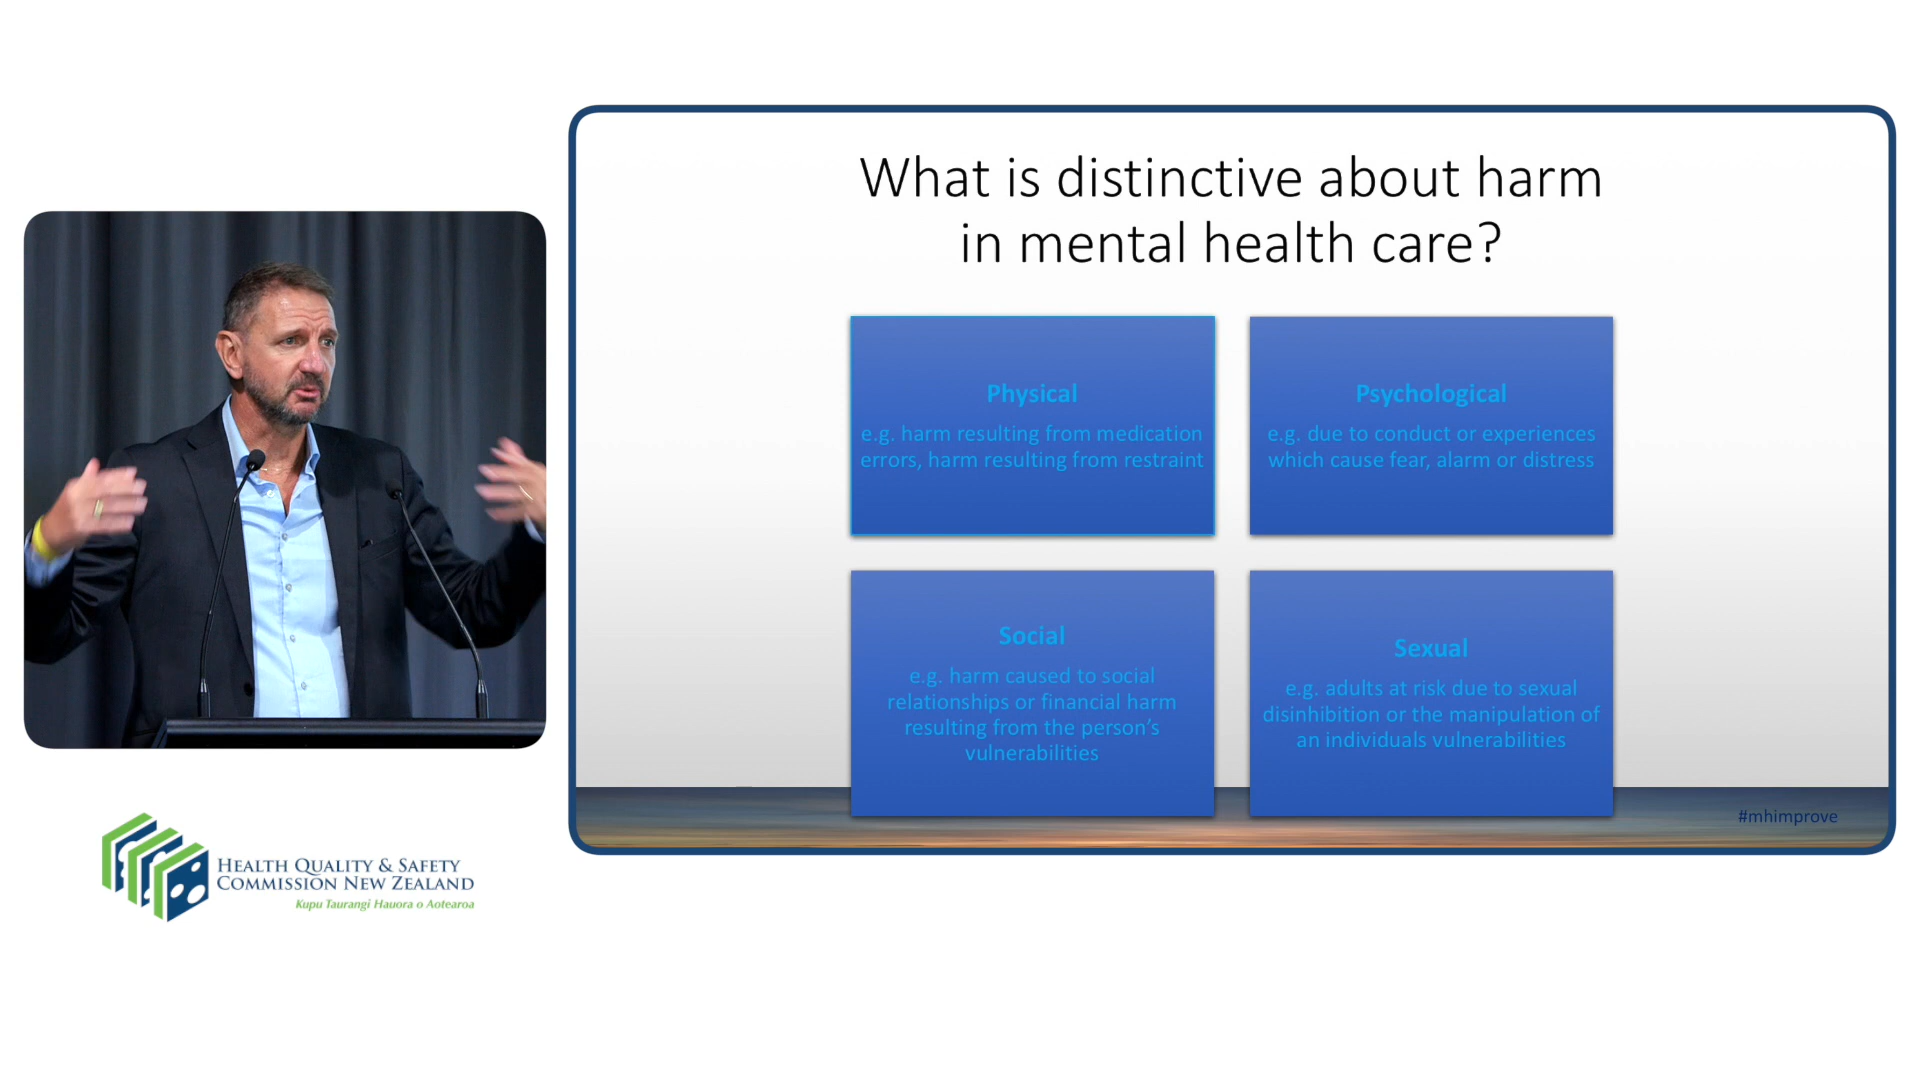 What is distinctive about harm
in mental health care?
Physical
e.g. harm resulting from medication
errors, harm resulting from restraint
Psychological
e.g. due to conduct or experiences
which cause fear, alarm or distress
Social
e.g. harm caused to social
relationships or financial harm
resulting from the person’s
vulnerabilities
Sexual
e.g. adults at risk due to sexual
disinhibition or the manipulation of
an individuals vulnerabilities
#mhimprove
HEALTH QUALITY & SAFETY
COMMISSION NEW ZEALAND
Kupu Taurangi Hauora o Aotearoa